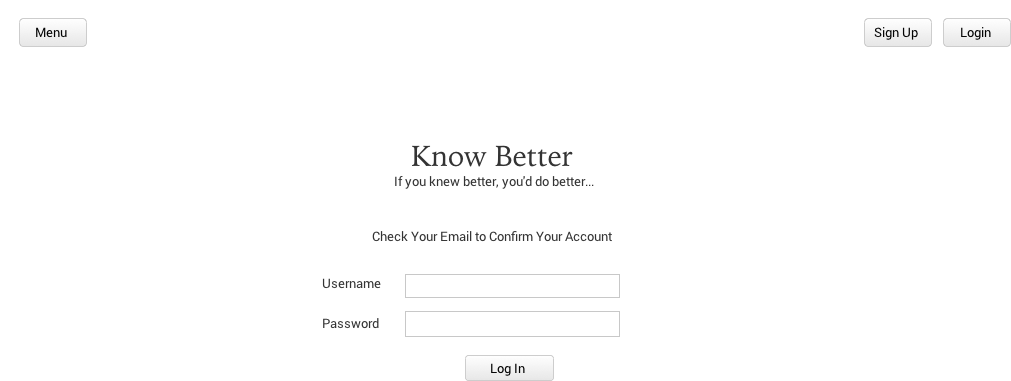 Menu
Sign Up
Login
Know Better
If you knew better, you'd do better...
Check Your Email to Confirm Your Account
Username
Password
Log In